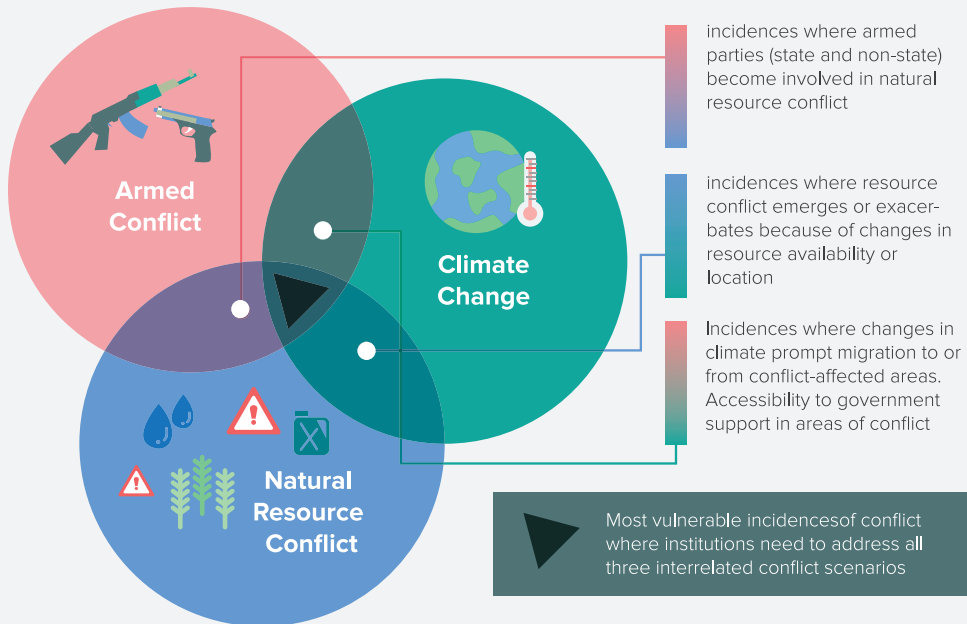 Armed
Conflict
Climate
Change
Natural
Resource
Conflict
incidences where armed
parties (state and non-state)
become involved in natural
resource conflict
incidences where resource
conflict emerges or exacer-
bates because of changes in
resource availability or
location
Incidences where changes in
climate prompt migration to or
from conflict-affected areas.
Accessibility to government
support in areas of conflict
Most vulnerable incidencesof conflict
where institutions need to address all
three interrelated conflict scenarios